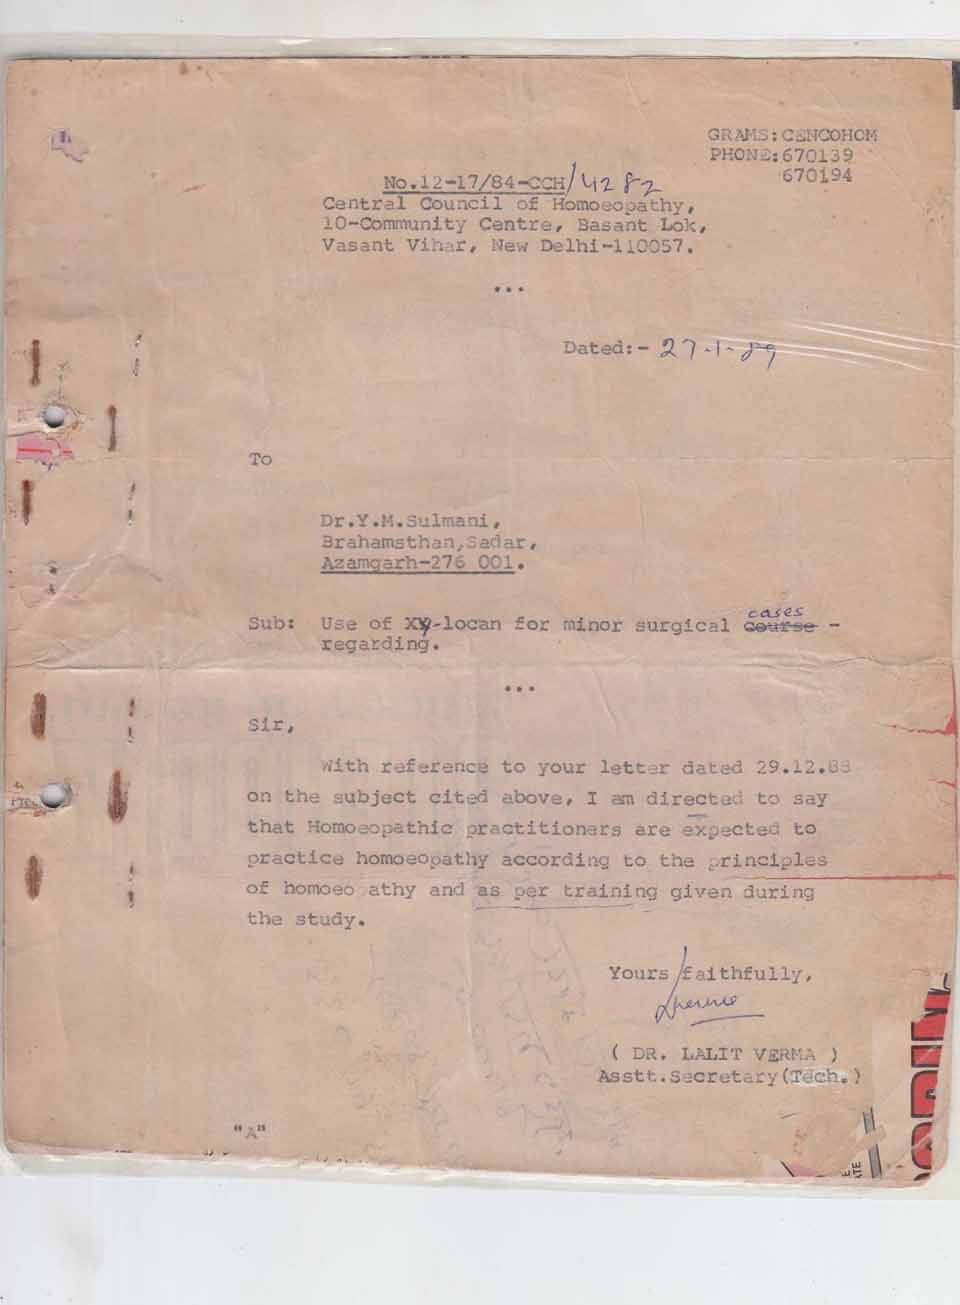 GRAMS:CENCOHOM
PHONE:670139
670194
No.12-17/84-CCH/4282
Central Council of Homoeopathy,
10-Community Centre, Basant Lok,
Vasant Vihar, New Delhi-110057.
...
Dated:- 27-1-89
To
Dr.Y.M.Sulmani,
Brahamsthan,Sadar,
Azamgarh-276 001.
cases
Sub: Use of XY-locan for minor surgical course -
regarding.
...
Sir,
With reference to your letter dated 29.12.88
on the subject cited above, I am directed to say
that Homoeopathic practitioners are expected to
practice homoeopathy according to the principles
of homoeo athy and as per training given during
the study.
Yours faithfully,
( DR. LALIT VERMA )
Asstt.Secretary(Tech.)
"A"